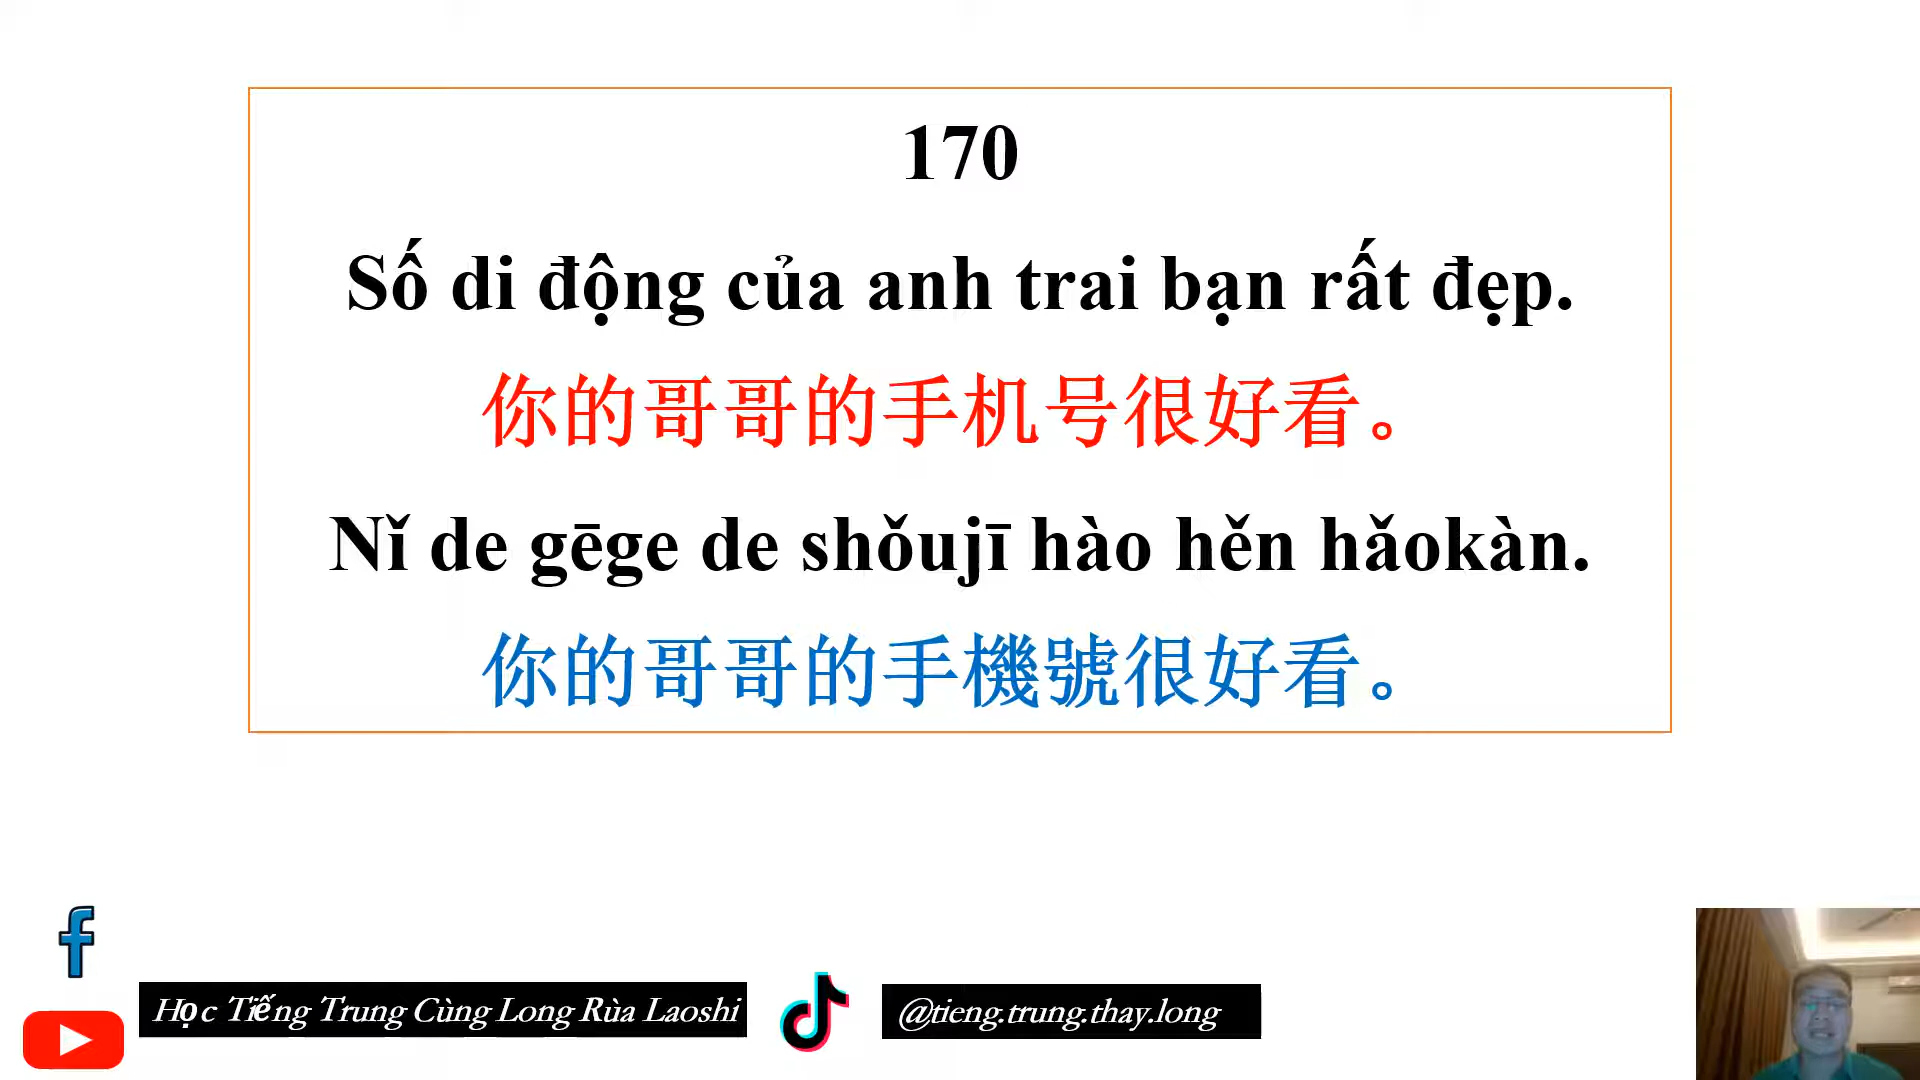 170
Số di động của anh trai bạn rất đẹp.
你的哥哥的手机号很好看。
Nǐ de gēge de shǒujī hào hěn hǎokàn.
你的哥哥的手機號很好看。
Học Tiếng Trung Cùng Long Rùa Laoshi
@tieng.trung.thay.long